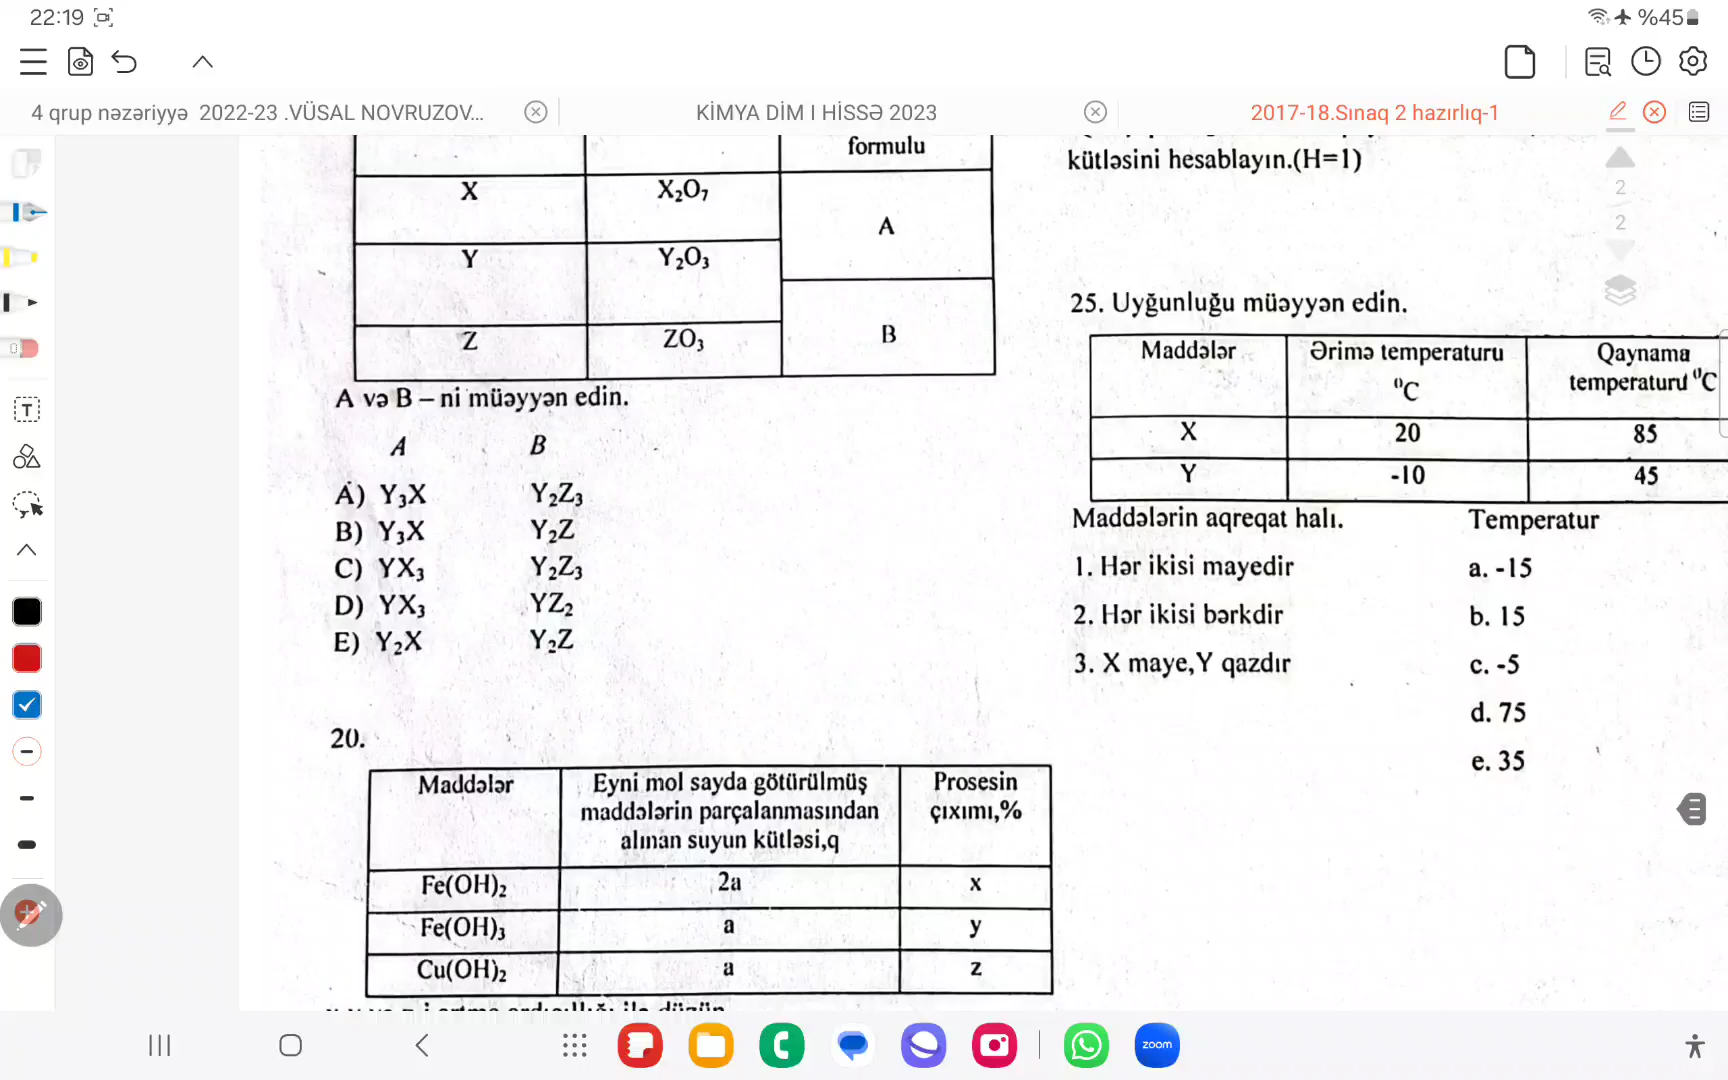 22:19
%45
4 qrup nəzəriyyə 2022-23 .VÜSAL NOVRUZOV...
KİMYA DİM I HİSSƏ 2023
2017-18.Sınaq 2 hazırlıq-1
formulu
X
X₂O₇
A
Y
Y₂O₃
B
Z
ZO₃
A və B – ni müəyyən edin.
A B
A) Y₃X Y₂Z₃
B) Y₃X Y₂Z
C) YX₃ Y₂Z₃
D) YX₃ YZ₂
E) Y₂X Y₂Z
20.
Maddələr
Eyni mol sayda götürülmüş
maddələrin parçalanmasından
alınan suyun kütləsi,q
Prosesin
çıxımı,%
Fe(OH)₂ 2a x
Fe(OH)₃ a y
Cu(OH)₂ a z
kütləsini hesablayın.(H=1)
2
2
25. Uyğunluğu müəyyən edin.
Maddələr
Ərimə temperaturu
⁰C
Qaynama
temperaturu ⁰C
X 20 85
Y -10 45
Maddələrin aqreqat halı. Temperatur
1. Hər ikisi mayedir a. -15
2. Hər ikisi bərkdir b. 15
3. X maye,Y qazdır c. -5
d. 75
e. 35
zoom